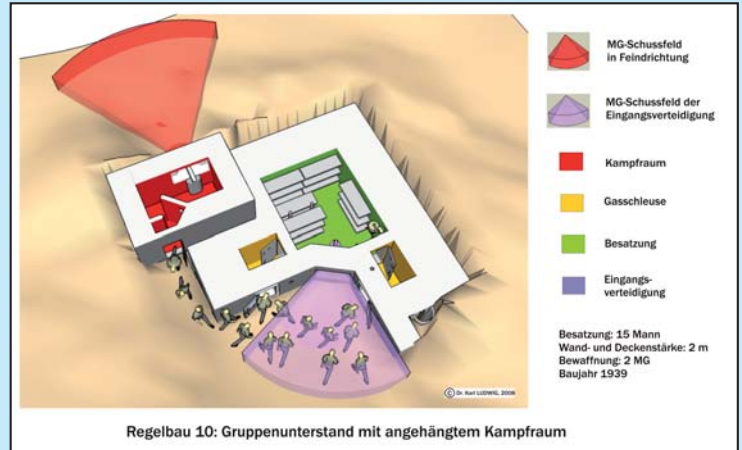 MG-Schussfeld
in Feindrichtung
MG-Schussfeld der
Eingangsverteidigung
Kampfraum
Gasschleuse
Besatzung
Eingangs-
verteidigung
Besatzung: 15 Mann
Wand- und Deckenstärke: 2 m
Bewaffnung: 2 MG
Baujahr 1939
© Dr. Karl LUDWIG, 2008
Regelbau 10: Gruppenunterstand mit angehängtem Kampfraum